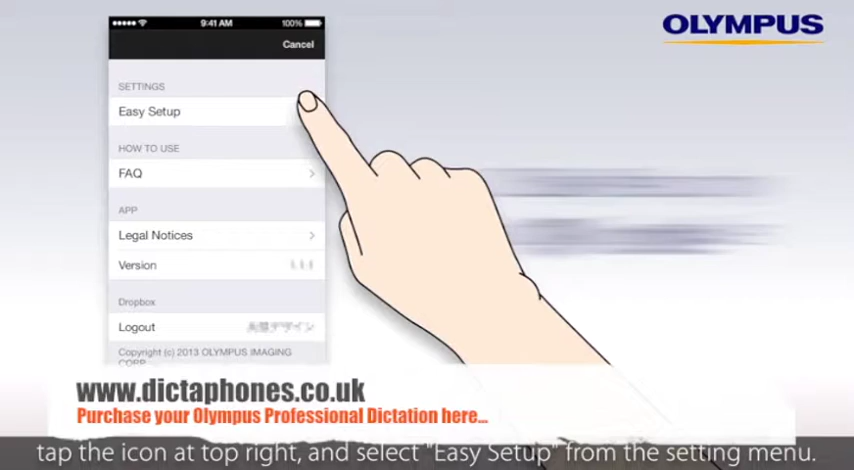 9:41 AM
100%
OLYMPUS
Cancel
SETTINGS
Easy Setup
HOW TO USE
FAQ
APP
Legal Notices
Version
Dropbox
Logout
Copyright (c) 2013 OLYMPUS IMAGING
CORP.
www.dictaphones.co.uk
Purchase your Olympus Professional Dictation here...
tap the icon at top right, and select "Easy Setup" from the setting menu.